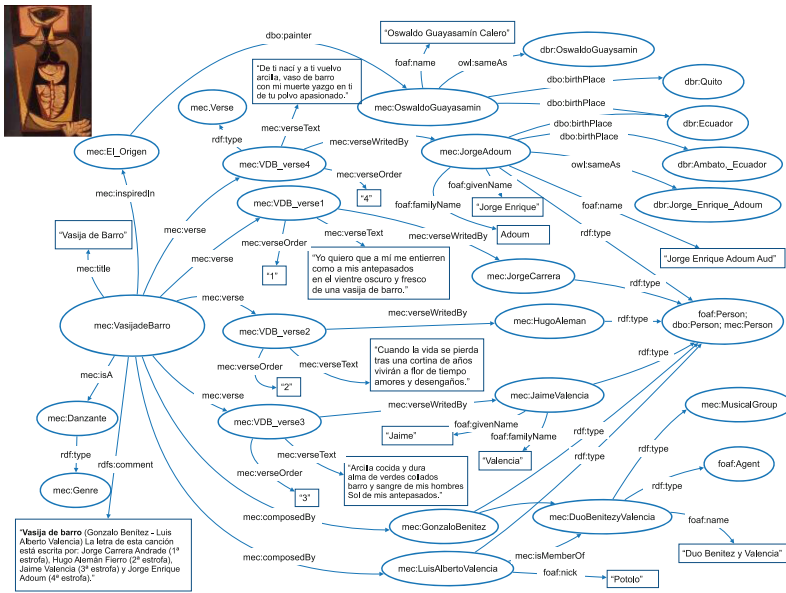 dbo:painter
"Oswaldo Guayasamín Calero"
foaf:name
owl:sameAs
dbr:OswaldoGuaysamin
"De ti nací y a ti vuelvo
arcilla, vaso de barro
con mi muerte yazgo en ti
de tu polvo apasionado."
dbo:birthPlace
dbr:Quito
mec:Verse
mec:OswaldoGuayasamin
dbo:birthPlace
dbr:Ecuador
mec:verseText
rdf:type
mec:verseWritedBy
dbo:birthPlace
dbo:birthPlace
mec:El_Origen
mec:VDB_verse4
mec:JorgeAdoum
dbr:Ambato,_Ecuador
owl:sameAs
mec:inspiredIn
mec:verseOrder
"4"
foaf:givenName
foaf:familyName
"Jorge Enrique"
foaf:name
dbr:Jorge_Enrique_Adoum
mec:VDB_verse1
mec:verse
mec:verseText
mec:verseWritedBy
Adoum
rdf:type
"Vasija de Barro"
mec:verseOrder
mec:title
mec:verse
"1"
"Yo quiero que a mí me entierren
como a mis antepasados
en el vientre oscuro y fresco
de una vasija de barro."
mec:JorgeCarrera
"Jorge Enrique Adoum Aud"
rdf:type
mec:verse
mec:VasijadeBarro
mec:VDB_verse2
mec:verseWritedBy
mec:HugoAleman
rdf:type
foaf:Person;
dbo:Person; mec:Person
mec:verseOrder
mec:verseText
"2"
"Cuando la vida se pierda
tras una cortina de años
vivirán a flor de tiempo
amores y desengaños."
rdf:type
mec:isA
mec:verse
mec:verseWritedBy
mec:JaimeValencia
mec:Danzante
mec:VDB_verse3
foaf:givenName
"Jaime"
foaf:familyName
"Valencia"
rdf:type
mec:MusicalGroup
rdf:type
rdfs:comment
mec:verseText
mec:verseOrder
"3"
"Arcilla cocida y dura
alma de verdes collados
barro y sangre de mis hombres
Sol de mis antepasados."
rdf:type
rdf:type
foaf:Agent
rdf:type
mec:Genre
mec:composedBy
mec:GonzaloBenitez
mec:DuoBenitezyValencia
foaf:name
"Duo Benitez y Valencia"
"Vasija de barro (Gonzalo Benítez - Luis
Alberto Valencia) La letra de esta canción
está escrita por: Jorge Carrera Andrade (1ª
estrofa), Hugo Alemán Fierro (2ª estrofa),
Jaime Valencia (3ª estrofa) y Jorge Enrique
Adoum (4ª estrofa)."
mec:composedBy
mec:isMemberOf
mec:LuisAlbertoValencia
foaf:nick
"Potolo"